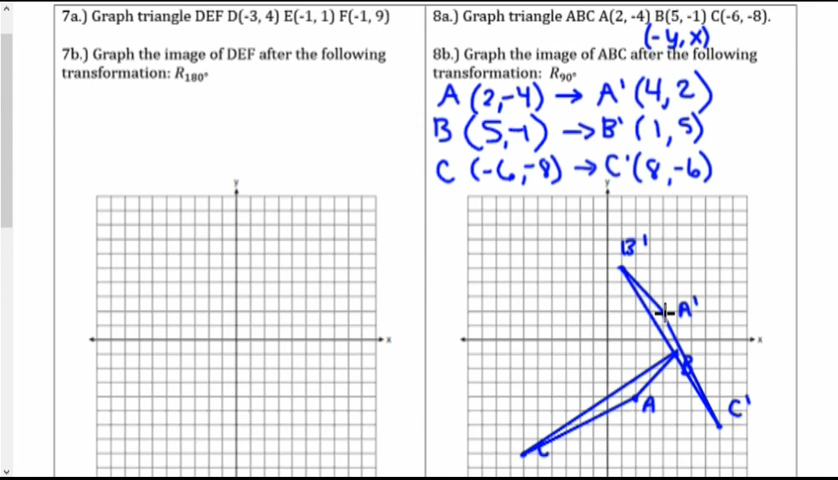 7a.) Graph triangle DEF D(-3, 4) E(-1, 1) F(-1, 9)
7b.) Graph the image of DEF after the following
transformation: R180°
y
x
8a.) Graph triangle ABC A(2, -4) B(5, -1) C(-6, -8).
(-y,x)
8b.) Graph the image of ABC after the following
transformation: R90°
A (2,-4) → A' (4,2)
B (5,-1) → B' (1,5)
C (-6,-8) → C' (8,-6)
y
B'
A'
x
B
A
C'
C